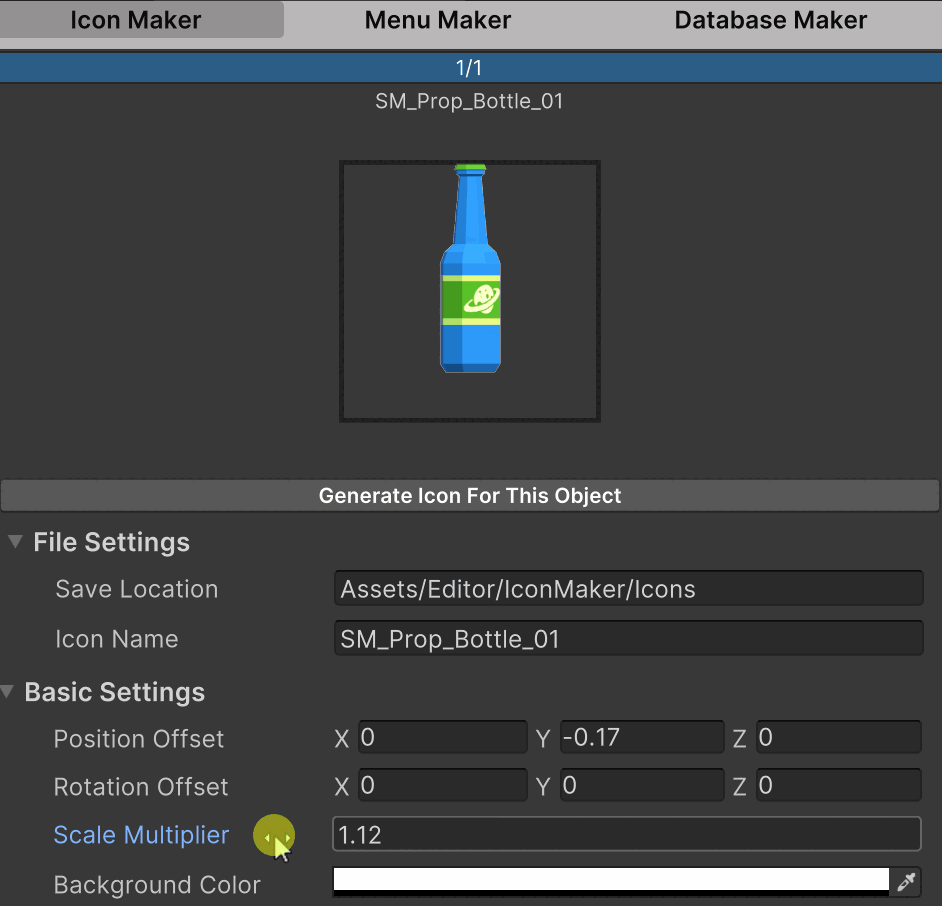 Icon Maker Menu Maker Database Maker
1/1
SM_Prop_Bottle_01
Generate Icon For This Object
File Settings
Save Location Assets/Editor/IconMaker/Icons
Icon Name SM_Prop_Bottle_01
Basic Settings
Position Offset X 0 Y -0.17 Z 0
Rotation Offset X 0 Y 0 Z 0
Scale Multiplier 1.12
Background Color